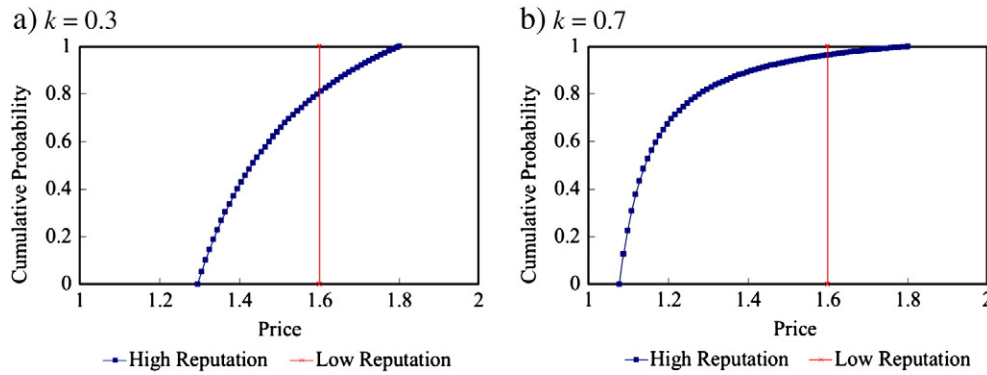 a) k = 0.3
Cumulative Probability
1
0.8
0.6
0.4
0.2
0
1 1.2 1.4 1.6 1.8 2
Price
High Reputation Low Reputation
b) k = 0.7
Cumulative Probability
1
0.8
0.6
0.4
0.2
0
1 1.2 1.4 1.6 1.8 2
Price
High Reputation Low Reputation